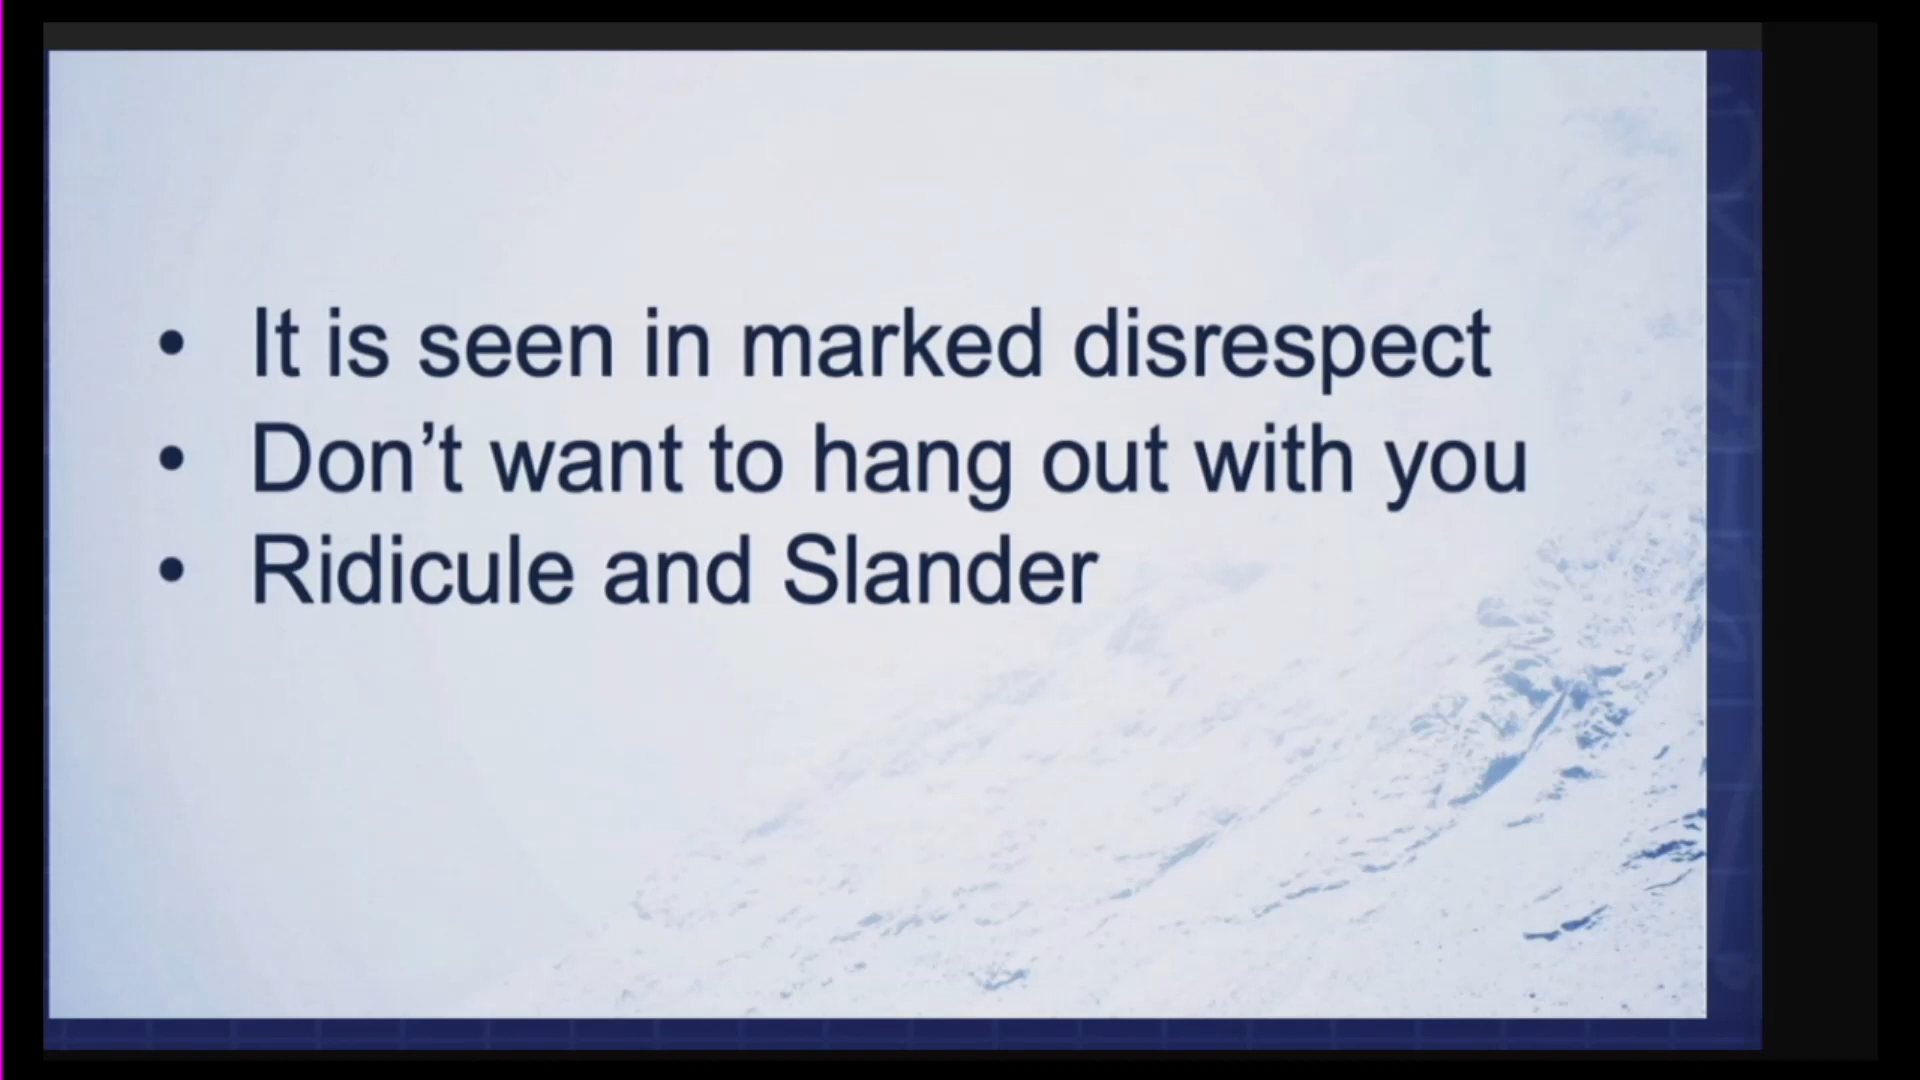 • It is seen in marked disrespect
• Don’t want to hang out with you
• Ridicule and Slander